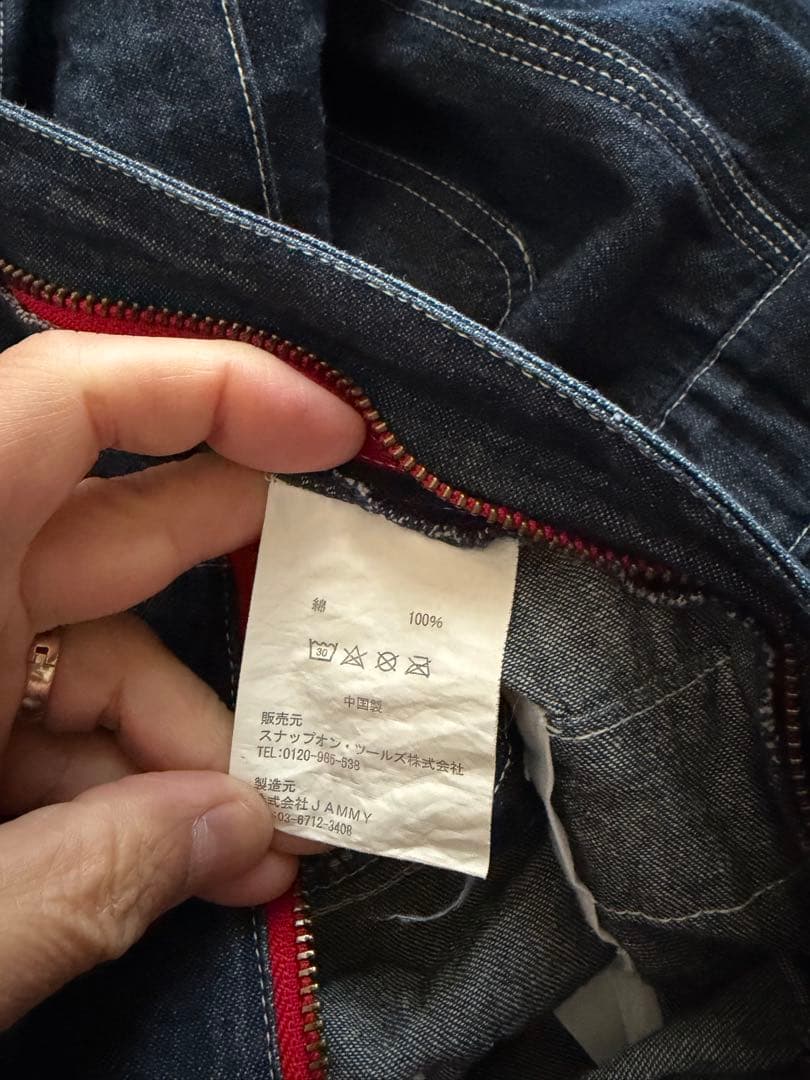 綿 100%
30
中国製
販売元
スナップオン・ツールズ株式会社
TEL:0120-985-538
製造元
式会社JAMMY
03-6712-3408